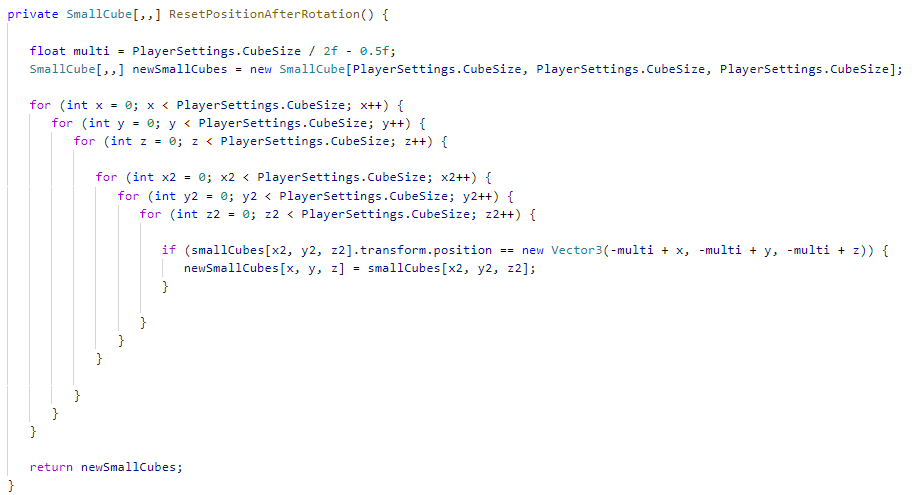 private SmallCube[,,] ResetPositionAfterRotation() {
float multi = PlayerSettings.CubeSize / 2f - 0.5f;
SmallCube[,,] newSmallCubes = new SmallCube[PlayerSettings.CubeSize, PlayerSettings.CubeSize, PlayerSettings.CubeSize];
for (int x = 0; x < PlayerSettings.CubeSize; x++) {
for (int y = 0; y < PlayerSettings.CubeSize; y++) {
for (int z = 0; z < PlayerSettings.CubeSize; z++) {
for (int x2 = 0; x2 < PlayerSettings.CubeSize; x2++) {
for (int y2 = 0; y2 < PlayerSettings.CubeSize; y2++) {
for (int z2 = 0; z2 < PlayerSettings.CubeSize; z2++) {
if (smallCubes[x2, y2, z2].transform.position == new Vector3(-multi + x, -multi + y, -multi + z)) {
newSmallCubes[x, y, z] = smallCubes[x2, y2, z2];
}
}
}
}
}
}
}
return newSmallCubes;
}